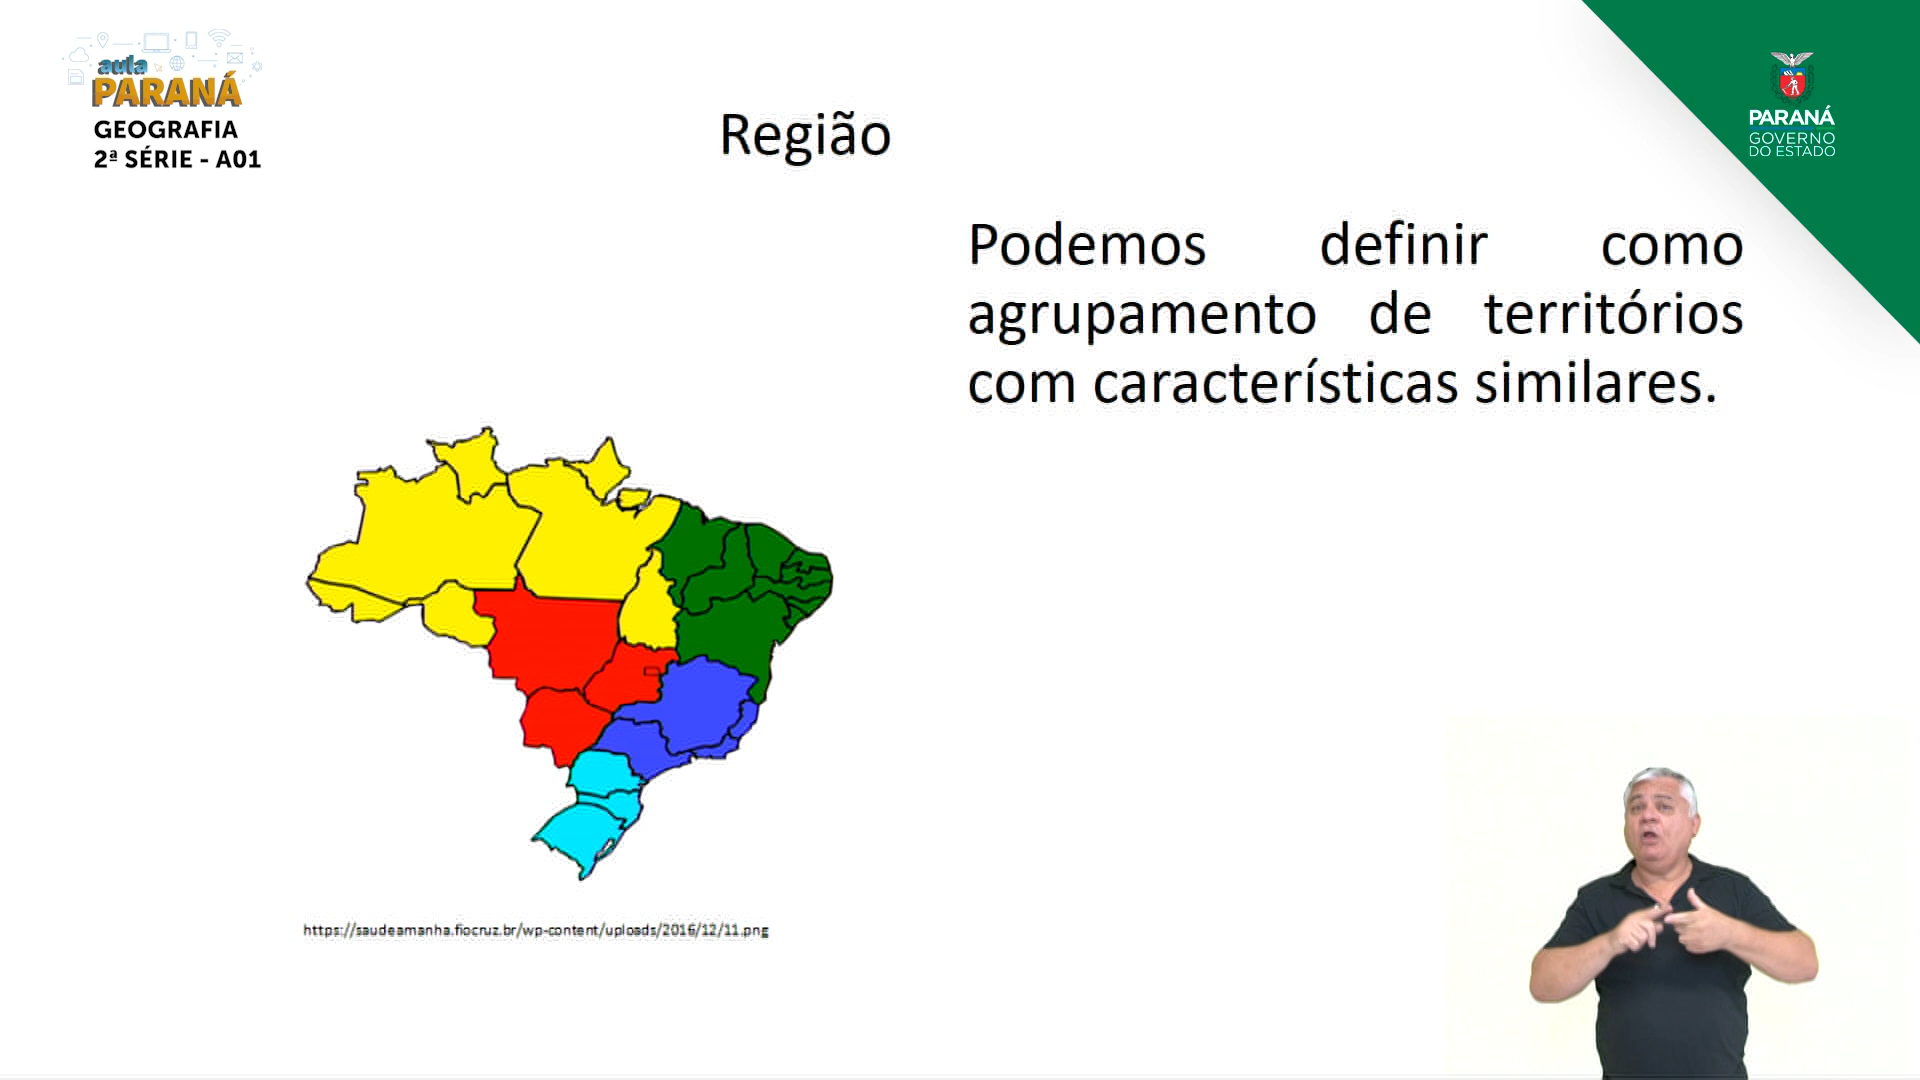 aula
PARANÁ
GEOGRAFIA
2ª SÉRIE - A01
PARANÁ
GOVERNO
DO ESTADO
Região
Podemos definir como
agrupamento de territórios
com características similares.
https://saudeamanha.fiocruz.br/wp-content/uploads/2016/12/11.png